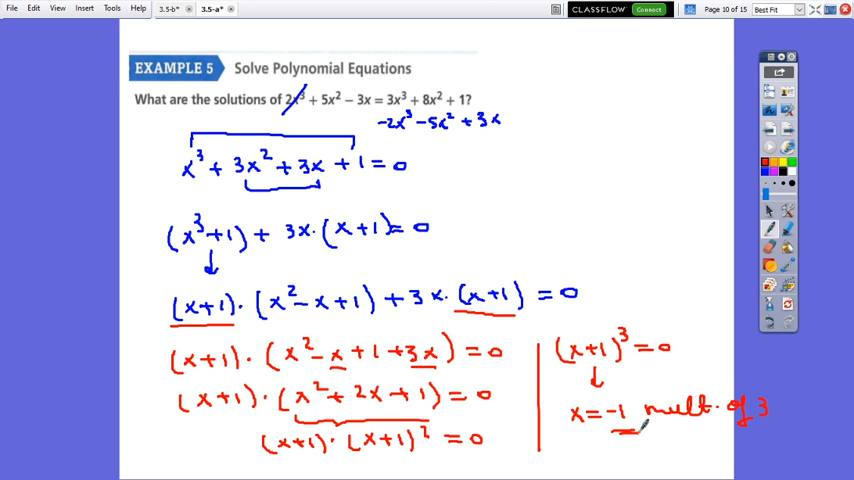 File Edit View Insert Tools Help 3.5-b* 3.5-a* CLASSFLOW Connect Page 10 of 15 Best Fit
EXAMPLE 5 Solve Polynomial Equations
What are the solutions of 2x³ + 5x² − 3x = 3x³ + 8x² + 1?
-2x³ -5x² + 3x
x³ + 3x² + 3x + 1 = 0
(x³ + 1) + 3x·(x+1) = 0
(x+1)·(x² − x + 1) + 3x·(x+1) = 0
(x+1)·(x² − x + 1 + 3x) = 0
(x+1)·(x² + 2x + 1) = 0
(x+1)·(x+1)² = 0
(x+1)³ = 0
x = -1 mult. of 3